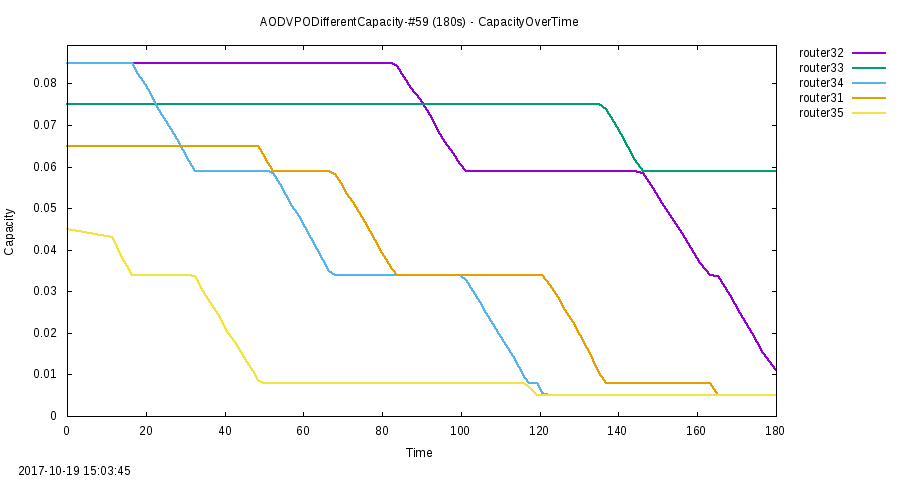 AODVPODifferentCapacity-#59 (180s) - CapacityOverTime
router32
router33
router34
router31
router35
Capacity
0.08
0.07
0.06
0.05
0.04
0.03
0.02
0.01
0
0 20 40 60 80 100 120 140 160 180
Time
2017-10-19 15:03:45